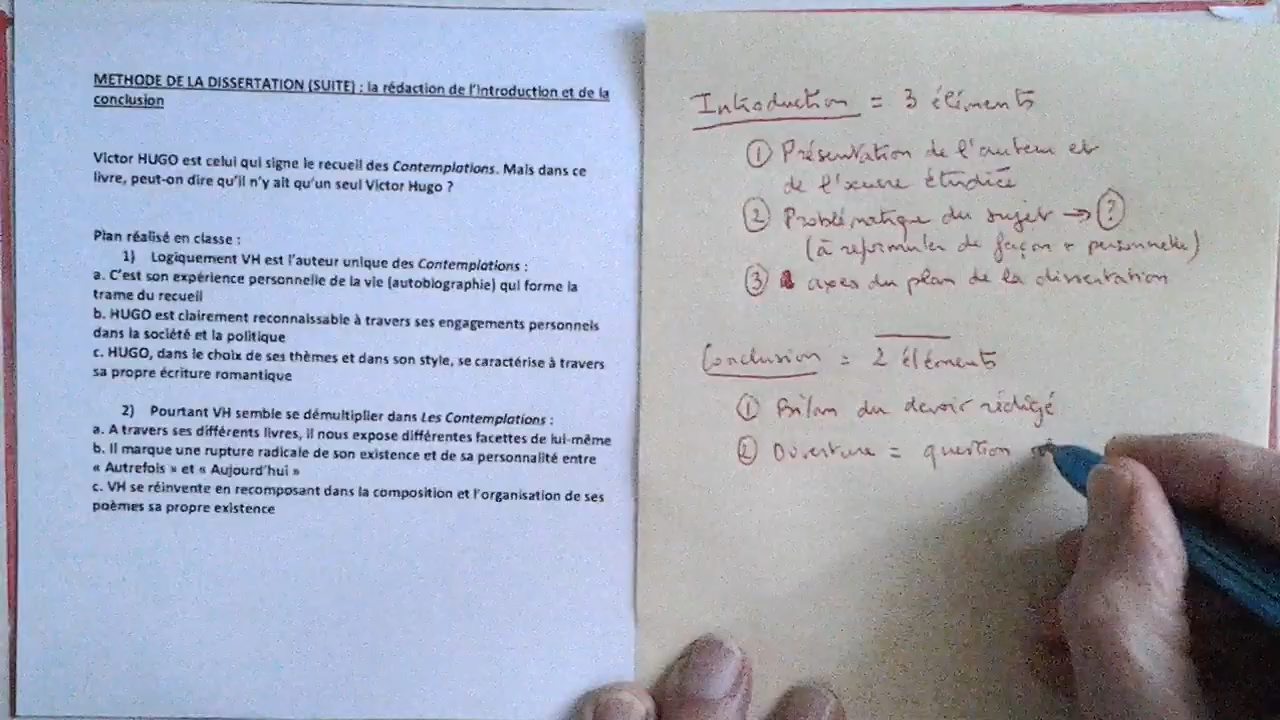 METHODE DE LA DISSERTATION (SUITE) : la rédaction de l'introduction et de la
conclusion
Victor HUGO est celui qui signe le recueil des Contemplations. Mais dans ce
livre, peut-on dire qu'il n'y ait qu'un seul Victor Hugo ?
Plan réalisé en classe :
1) Logiquement VH est l'auteur unique des Contemplations :
a. C'est son expérience personnelle de la vie (autobiographie) qui forme la
trame du recueil
b. HUGO est clairement reconnaissable à travers ses engagements personnels
dans la société et la politique
c. HUGO, dans le choix de ses thèmes et dans son style, se caractérise à travers
sa propre écriture romantique
2) Pourtant VH semble se démultiplier dans Les Contemplations :
a. A travers ses différents livres, il nous expose différentes facettes de lui-même
b. Il marque une rupture radicale de son existence et de sa personnalité entre
« Autrefois » et « Aujourd'hui »
c. VH se réinvente en recomposant dans la composition et l'organisation de ses
poèmes sa propre existence
Introduction = 3 éléments
① Présentation de l'auteur et
de l'œuvre étudiée
② Problématique du sujet → ?
(à reformuler de façon + personnelle)
③ axes du plan de la dissertation
Conclusion = 2 éléments
① Bilan du devoir rédigé
② Ouverture = question